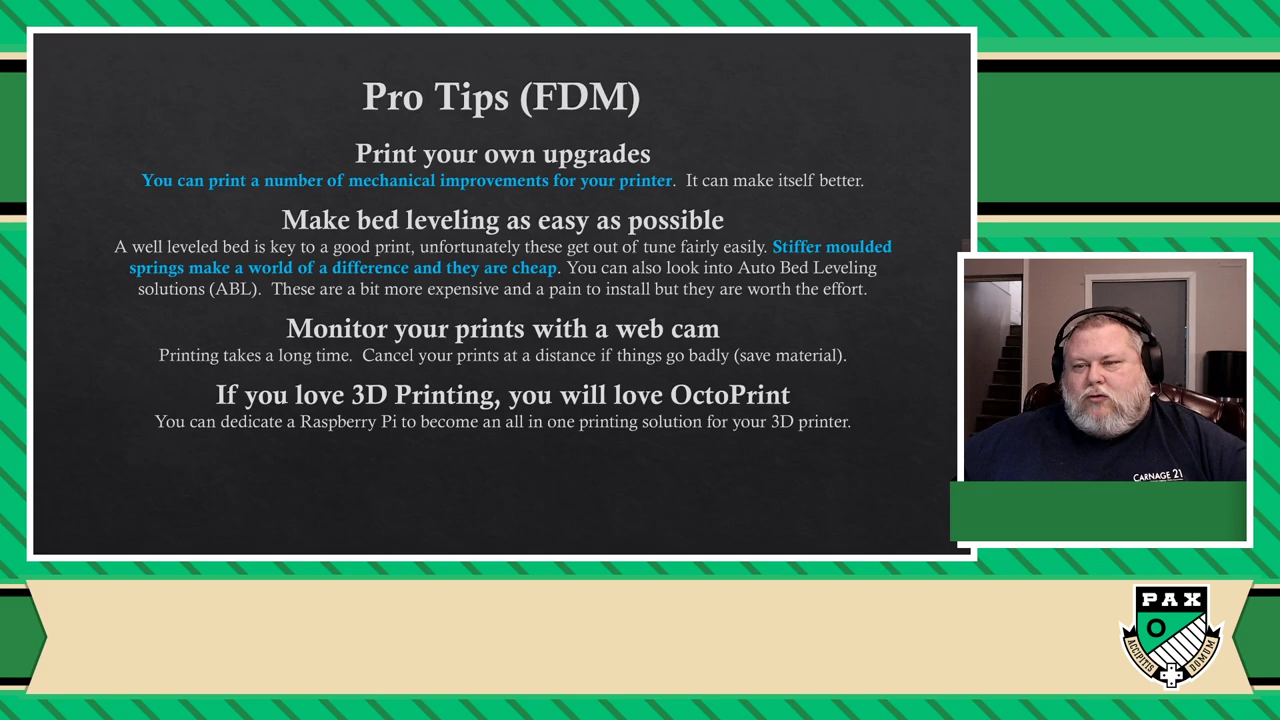 Pro Tips (FDM)
Print your own upgrades
You can print a number of mechanical improvements for your printer.  It can make itself better.
Make bed leveling as easy as possible
A well leveled bed is key to a good print, unfortunately these get out of tune fairly easily. Stiffer moulded
springs make a world of a difference and they are cheap. You can also look into Auto Bed Leveling
solutions (ABL).  These are a bit more expensive and a pain to install but they are worth the effort.
Monitor your prints with a web cam
Printing takes a long time.  Cancel your prints at a distance if things go badly (save material).
If you love 3D Printing, you will love OctoPrint
You can dedicate a Raspberry Pi to become an all in one printing solution for your 3D printer.
CARNAGE 21
PAX
ACCIPITIS DOMUM